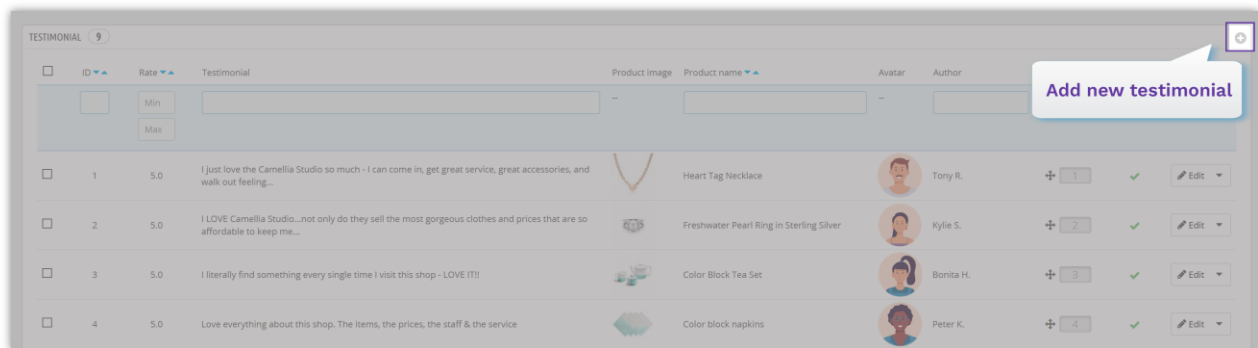 TESTIMONIAL 9
ID Rate Testimonial Product image Product name Avatar Author
Add new testimonial
Min -- --
Max
1 5.0 I just love the Camellia Studio so much - I can come in, get great service, great accessories, and Heart Tag Necklace Tony R. 1 Edit
walk out feeling...
2 5.0 I LOVE Camellia Studio...not only do they sell the most gorgeous clothes and prices that are so Freshwater Pearl Ring in Sterling Silver Kylie S. 2 Edit
affordable to keep me...
3 5.0 I literally find something every single time I visit this shop - LOVE IT!! Color Block Tea Set Bonita H. 3 Edit
4 5.0 Love everything about this shop. The items, the prices, the staff & the service Color block napkins Peter K. 4 Edit